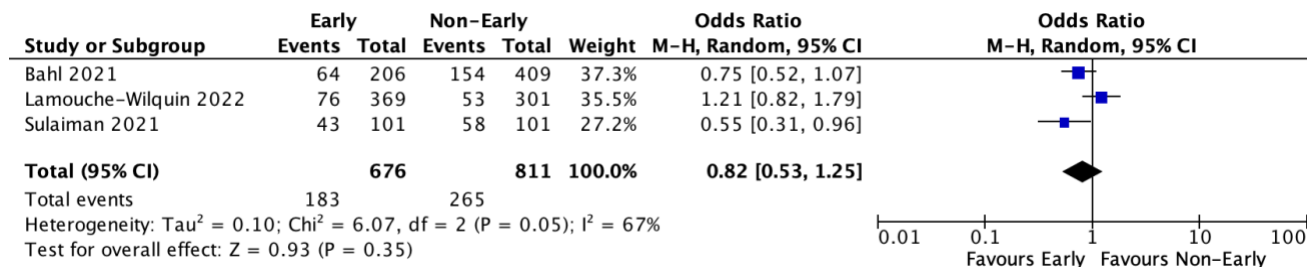 Early Non-Early Odds Ratio Odds Ratio
Study or Subgroup Events Total Events Total Weight M-H, Random, 95% CI M-H, Random, 95% CI
Bahl 2021 64 206 154 409 37.3% 0.75 [0.52, 1.07]
Lamouche-Wilquin 2022 76 369 53 301 35.5% 1.21 [0.82, 1.79]
Sulaiman 2021 43 101 58 101 27.2% 0.55 [0.31, 0.96]
Total (95% CI) 676 811 100.0% 0.82 [0.53, 1.25]
Total events 183 265
Heterogeneity: Tau² = 0.10; Chi² = 6.07, df = 2 (P = 0.05); I² = 67%
Test for overall effect: Z = 0.93 (P = 0.35)
0.01 0.1 1 10 100
Favours Early Favours Non-Early